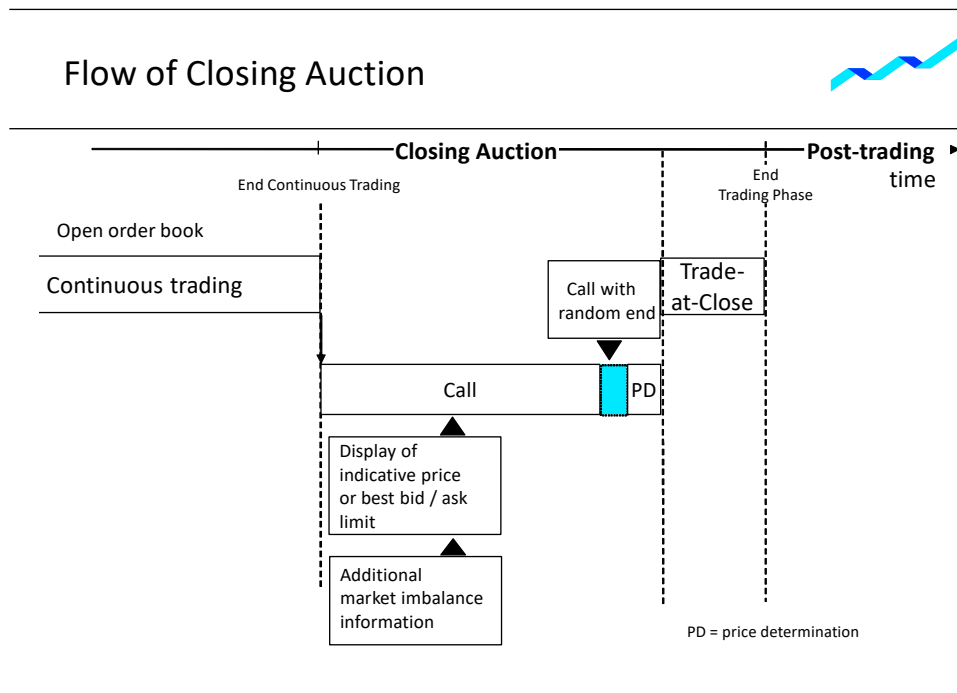 Flow of Closing Auction
Closing Auction
Post-trading
time
End Continuous Trading
End
Trading Phase
Open order book
Continuous trading
Call with
random end
Trade-
at-Close
Call
PD
Display of
indicative price
or best bid / ask
limit
Additional
market imbalance
information
PD = price determination